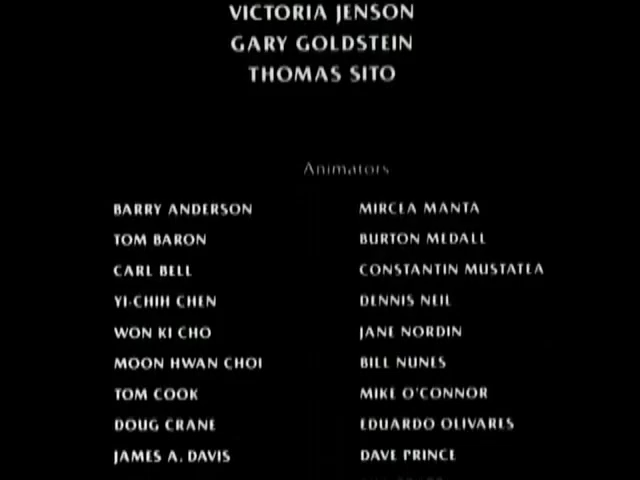 VICTORIA JENSON
GARY GOLDSTEIN
THOMAS SITO
Animators
BARRY ANDERSON MIRCEA MANTA
TOM BARON BURTON MEDALL
CARL BELL CONSTANTIN MUSTATEA
YI-CHIH CHEN DENNIS NEIL
WON KI CHO JANE NORDIN
MOON HWAN CHOI BILL NUNES
TOM COOK MIKE O'CONNOR
DOUG CRANE EDUARDO OLIVARES
JAMES A. DAVIS DAVE PRINCE